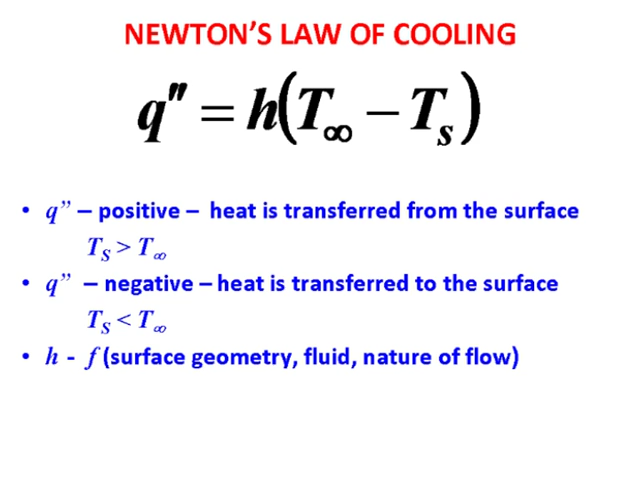 NEWTON'S LAW OF COOLING
q" = h(T∞ − Ts)
• q" – positive – heat is transferred from the surface
TS > T∞
• q" – negative – heat is transferred to the surface
TS < T∞
• h - f (surface geometry, fluid, nature of flow)